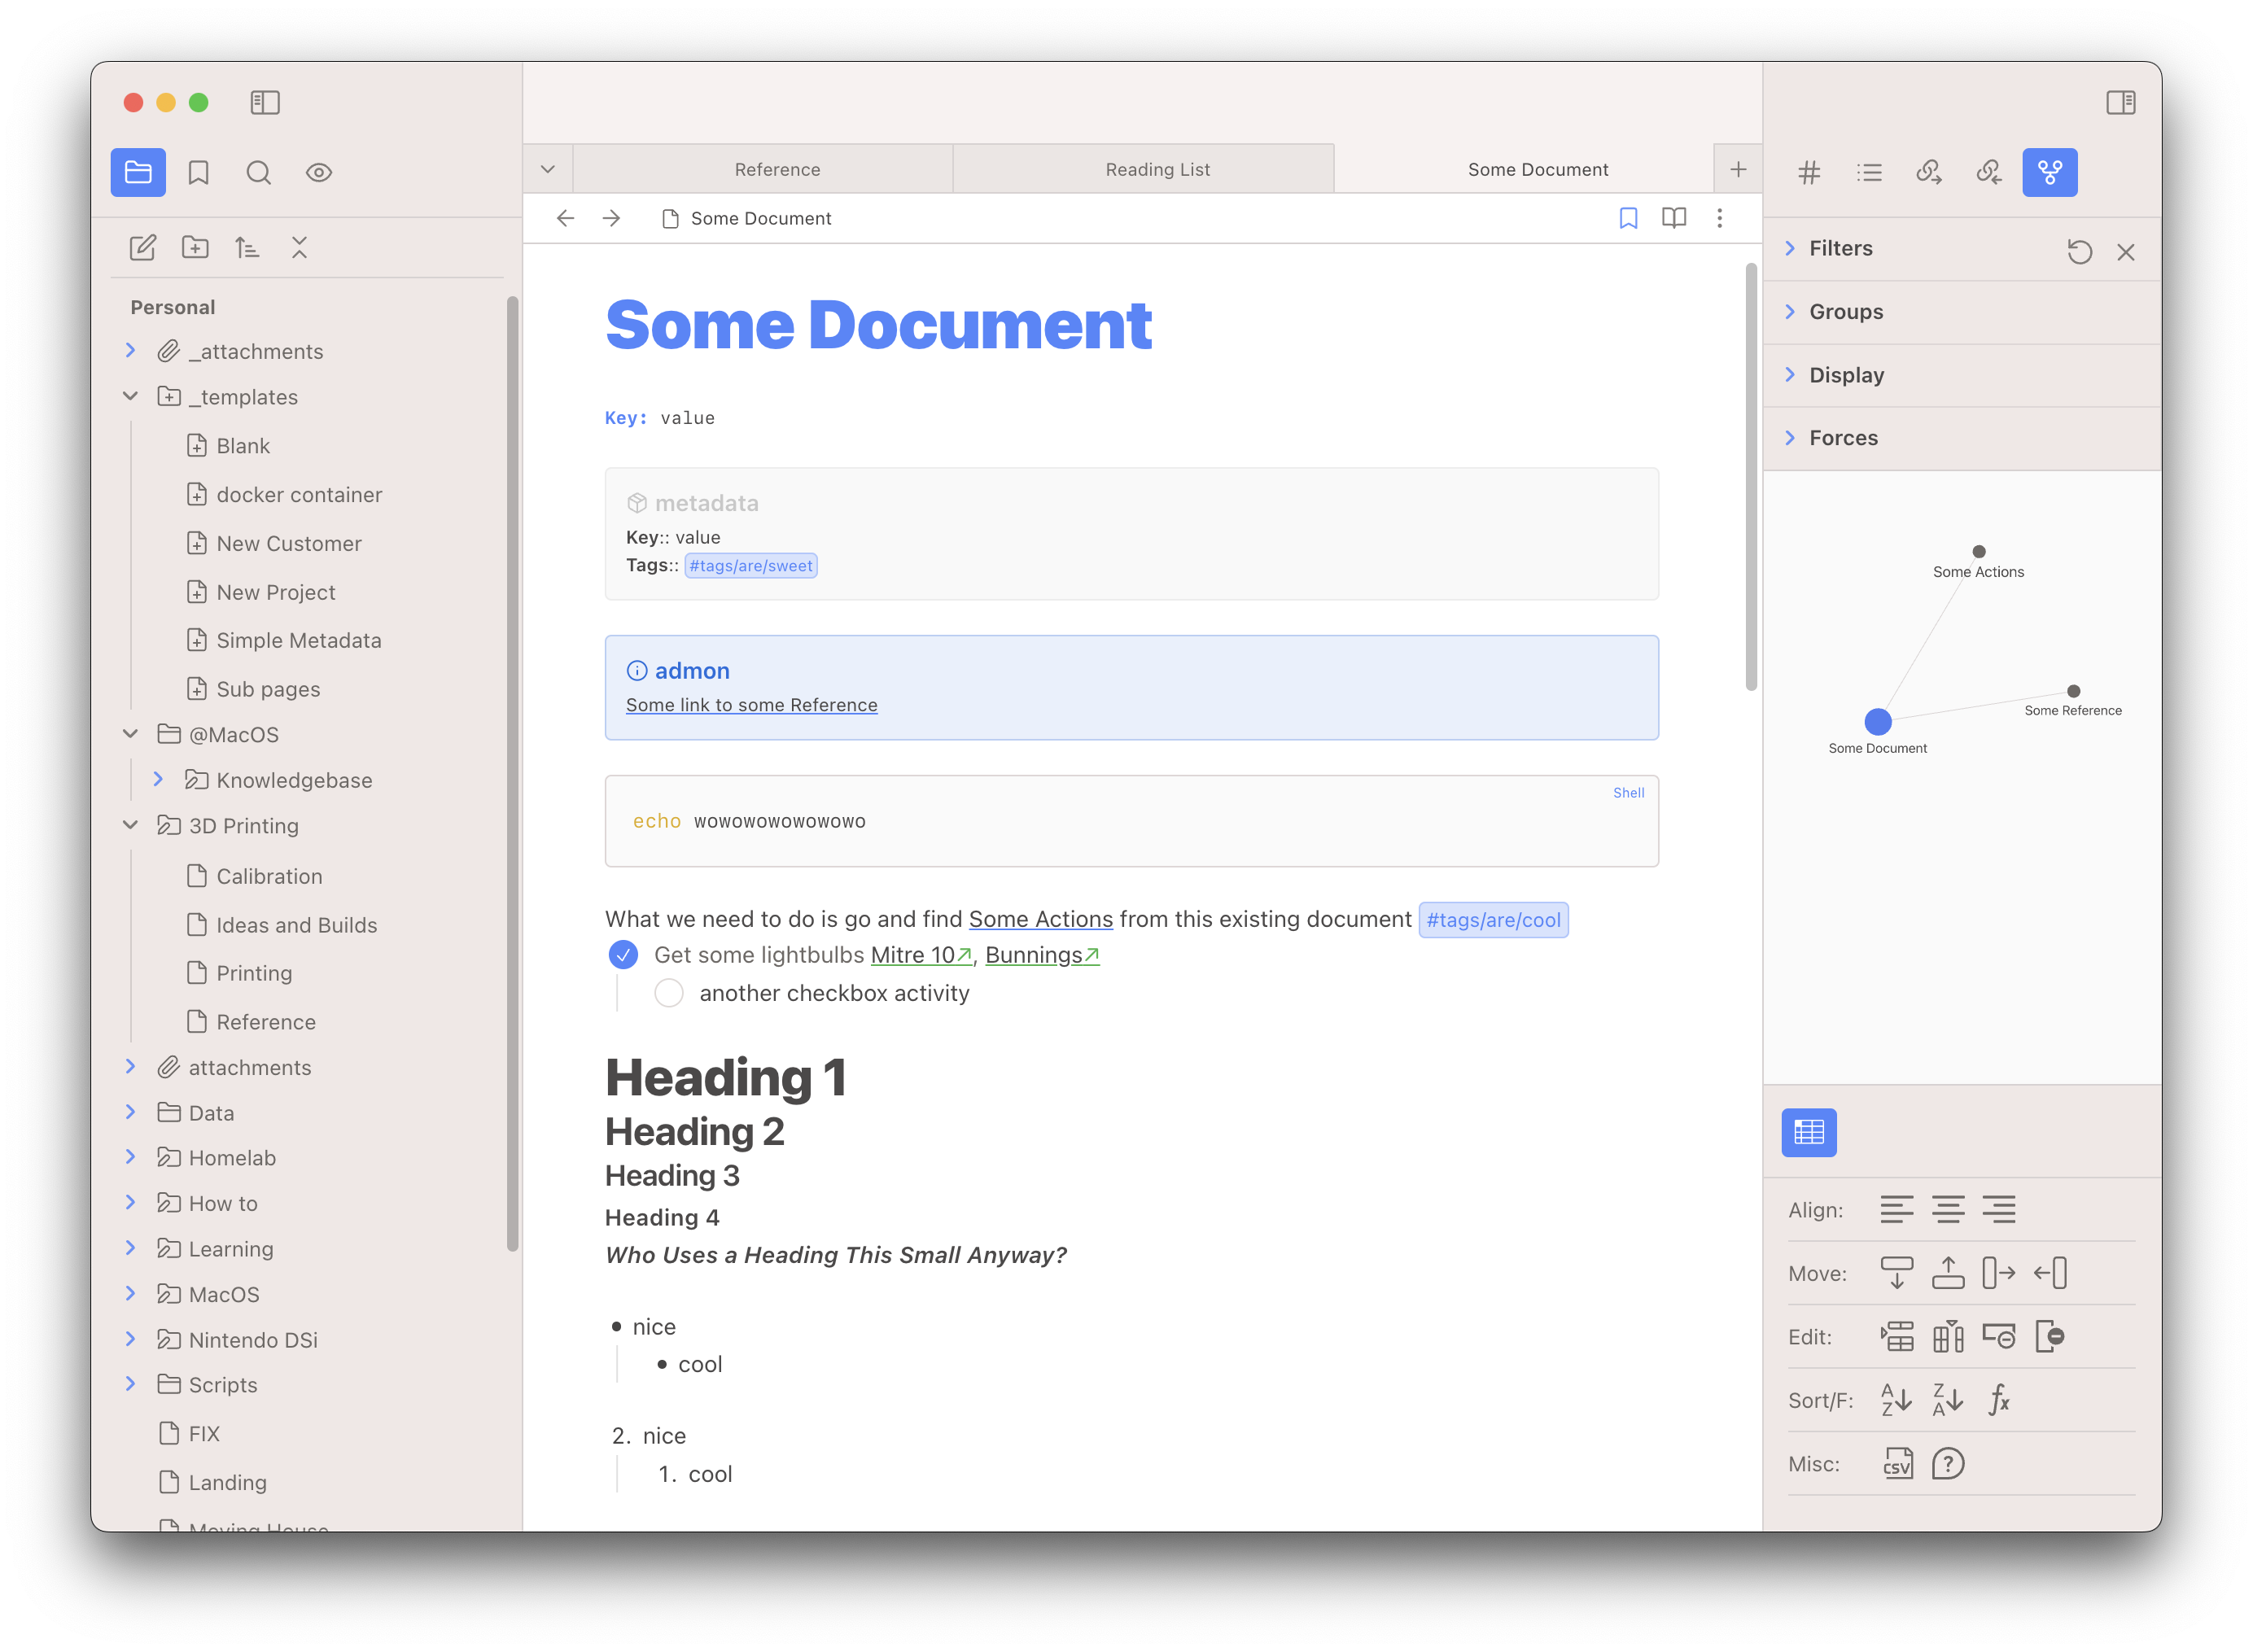 Personal
_attachments
_templates
Blank
docker container
New Customer
New Project
Simple Metadata
Sub pages
@MacOS
Knowledgebase
3D Printing
Calibration
Ideas and Builds
Printing
Reference
attachments
Data
Homelab
How to
Learning
MacOS
Nintendo DSi
Scripts
FIX
Landing
Moving House
Reference
Reading List
Some Document
Some Document
Some Document
Key: value
metadata
Key:: value
Tags:: #tags/are/sweet
admon
Some link to some Reference
Shell
echo wowowowowowowo
What we need to do is go and find Some Actions from this existing document #tags/are/cool
Get some lightbulbs Mitre 10, Bunnings
another checkbox activity
Heading 1
Heading 2
Heading 3
Heading 4
Who Uses a Heading This Small Anyway?
nice
cool
2. nice
1. cool
Filters
Groups
Display
Forces
Some Actions
Some Reference
Some Document
Align:
Move:
Edit:
Sort/F: A Z Z A fx
Misc: CSV ?